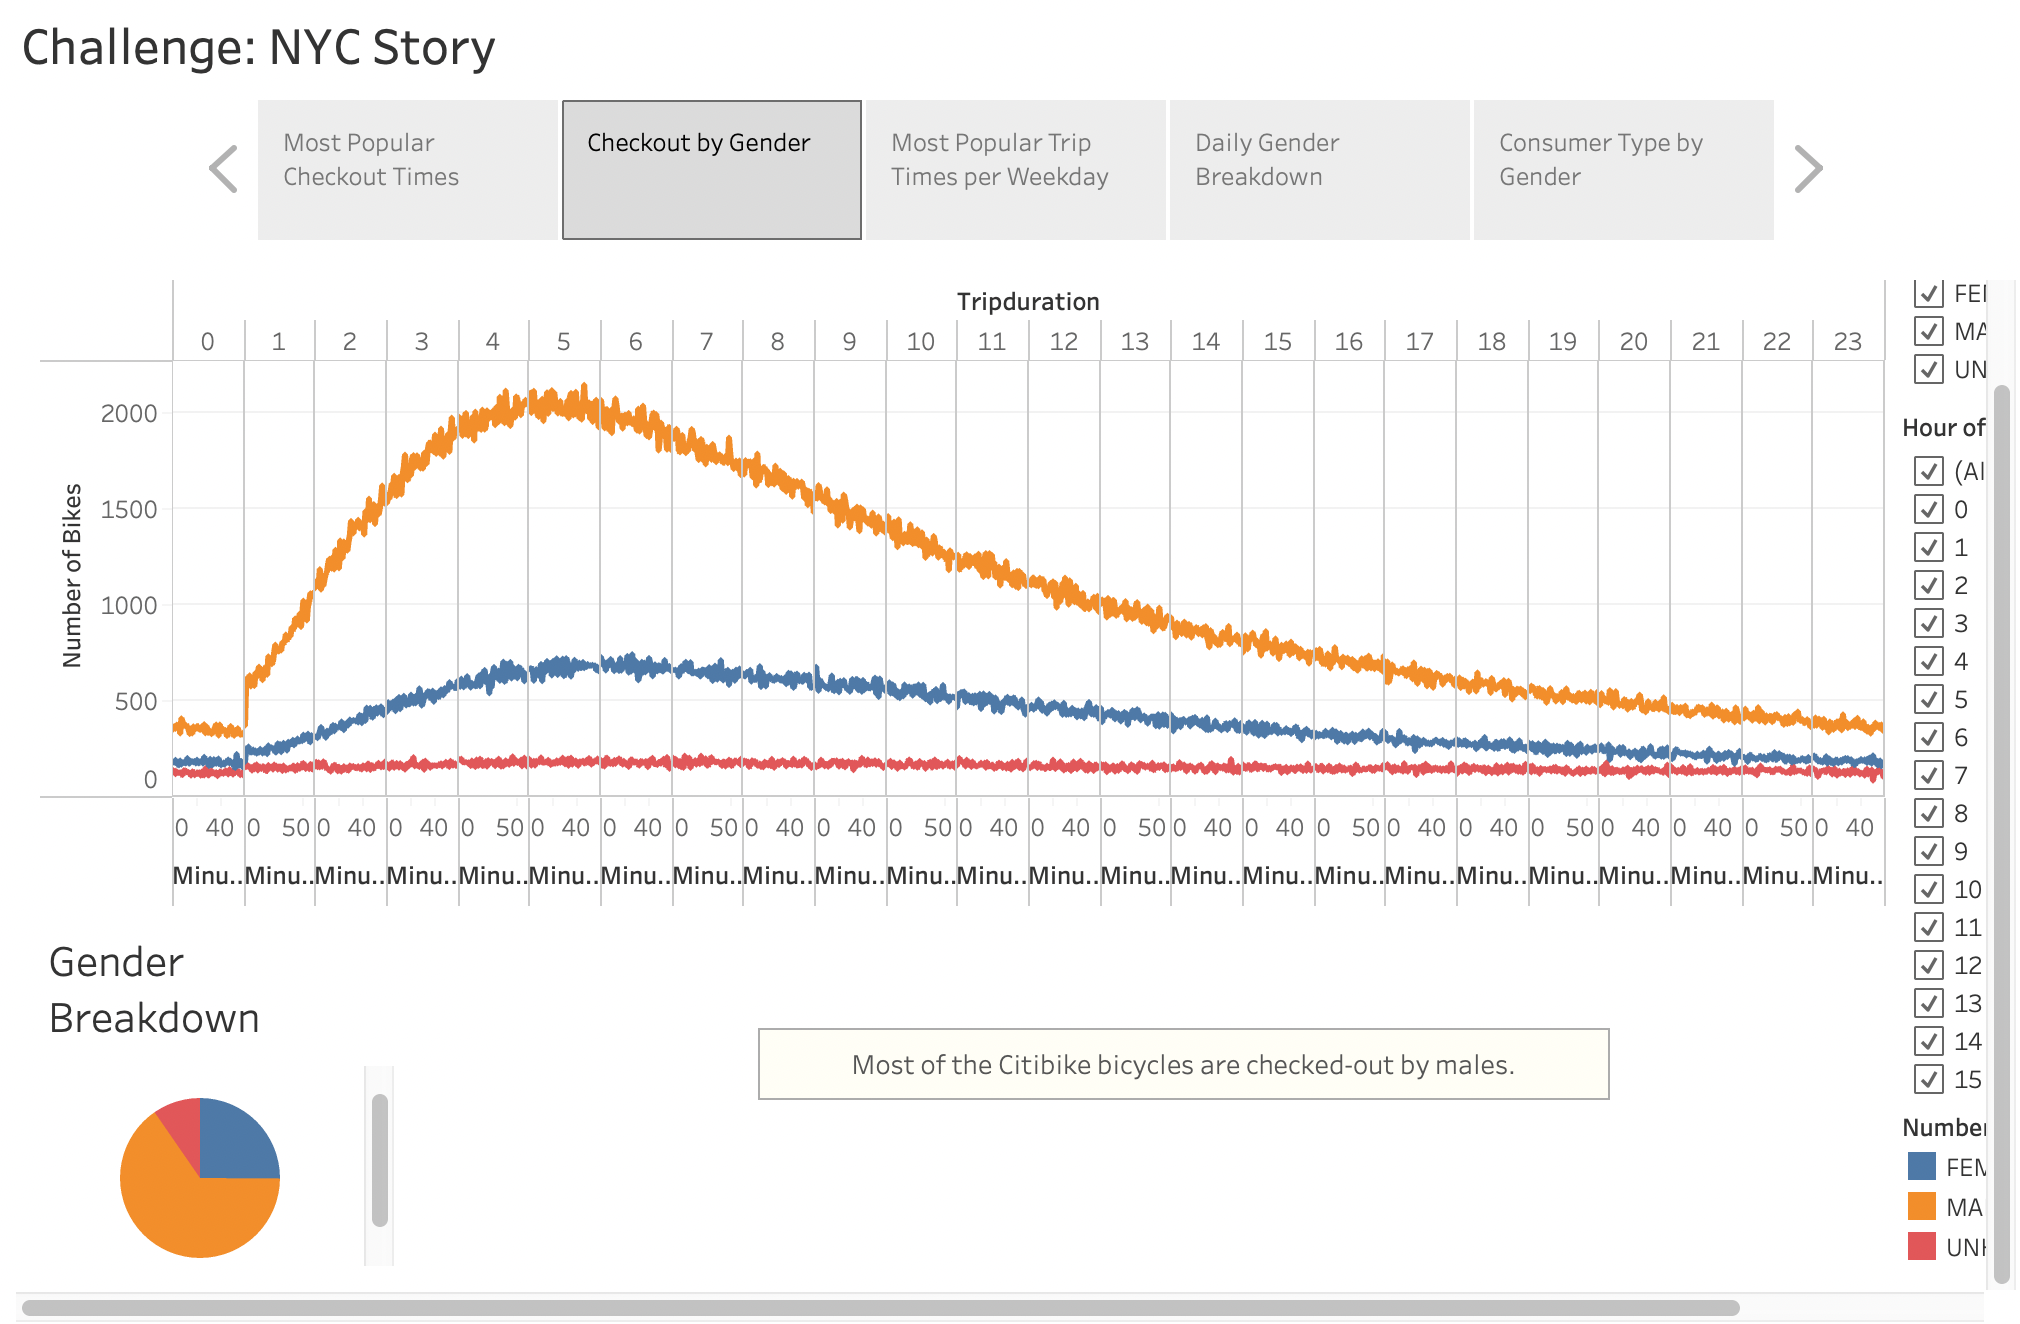 Challenge: NYC Story
Most Popular
Checkout Times
Checkout by Gender
Most Popular Trip
Times per Weekday
Daily Gender
Breakdown
Consumer Type by
Gender
Tripduration
0 1 2 3 4 5 6 7 8 9 10 11 12 13 14 15 16 17 18 19 20 21 22 23
Number of Bikes
2000
1500
1000
500
0
0 40 0 50 0 40 0 40 0 50 0 40 0 40 0 50 0 40 0 40 0 50 0 40 0 40 0 40 0 40 0 40 0 50 0 40 0 40 0 50 0 40 0 40 0 50 0 40
Minu.. Minu.. Minu.. Minu.. Minu.. Minu.. Minu.. Minu.. Minu.. Minu.. Minu.. Minu.. Minu.. Minu.. Minu.. Minu.. Minu.. Minu.. Minu.. Minu.. Minu.. Minu.. Minu.. Minu..
FEI
MA
UN
Hour of
(Al
0
1
2
3
4
5
6
7
8
9
10
11
12
13
14
15
Number
FEM
MA
UNK
Gender
Breakdown
Most of the Citibike bicycles are checked-out by males.